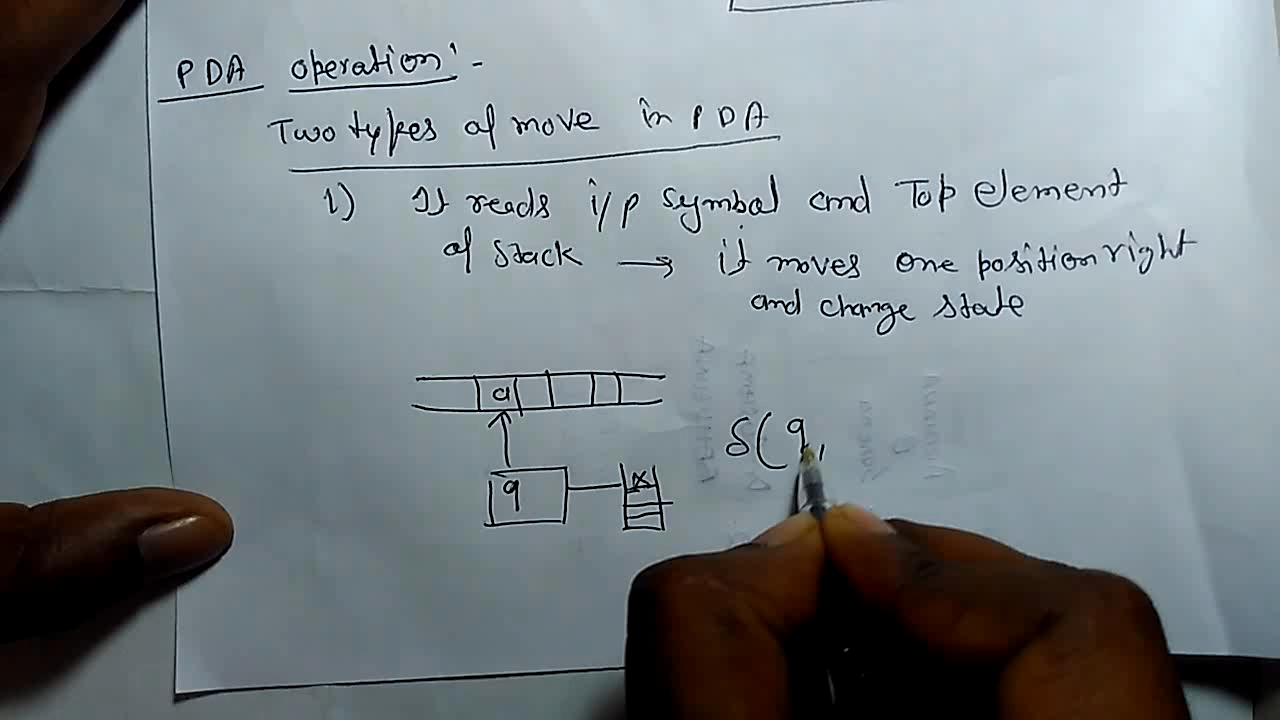 PDA operation:-
Two types of move in PDA
1) It reads i/p symbol and Top element
of stack → it moves one position right
and change state
a
δ(q,
q
x